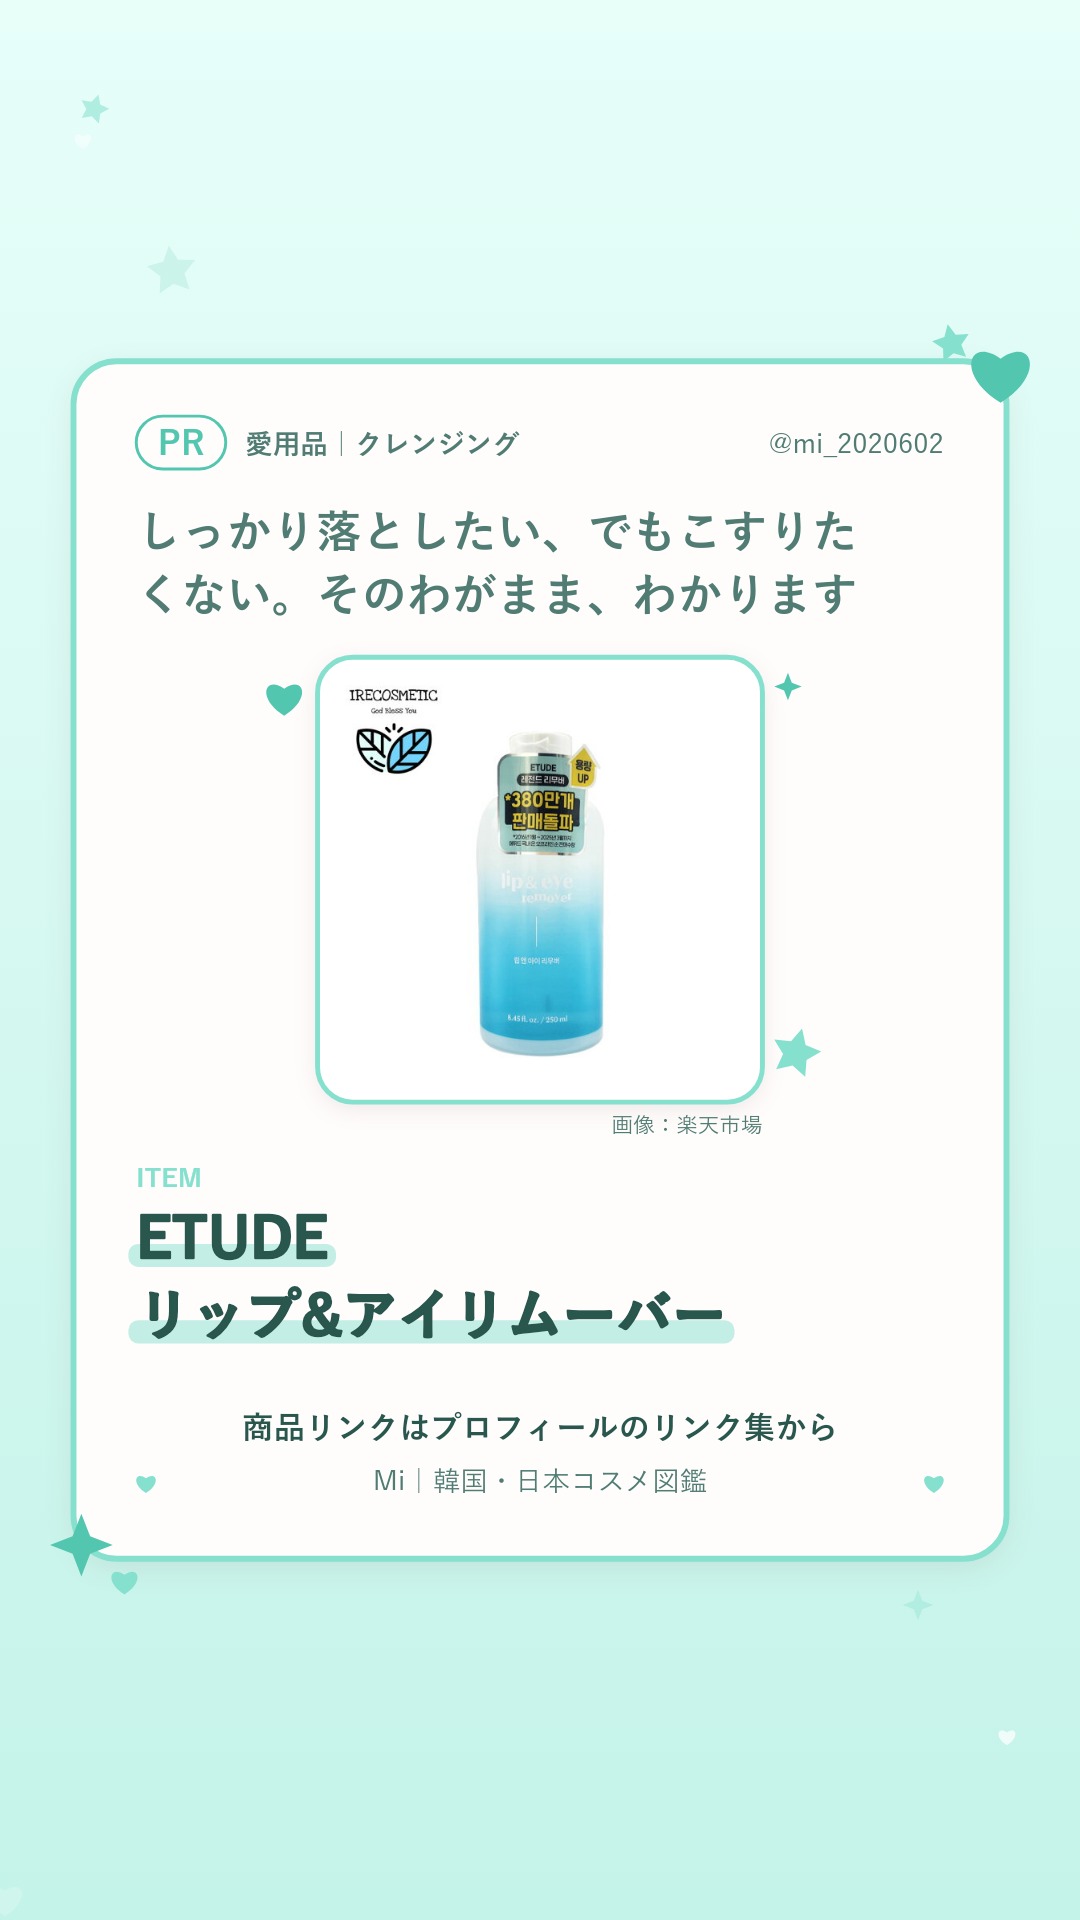 PR
愛用品｜クレンジング
@mi_2020602
しっかり落としたい、でもこすりた
くない。そのわがまま、わかります
IRECOSMETIC
God Bless You
ETUDE
레전드 리무버
용량
UP
*380만개
판매돌파
lip & eye
remover
립 앤 아이 리무버
8.45 fl. oz. / 250 ml
画像：楽天市場
ITEM
ETUDE
リップ&アイリムーバー
商品リンクはプロフィールのリンク集から
Mi｜韓国・日本コスメ図鑑